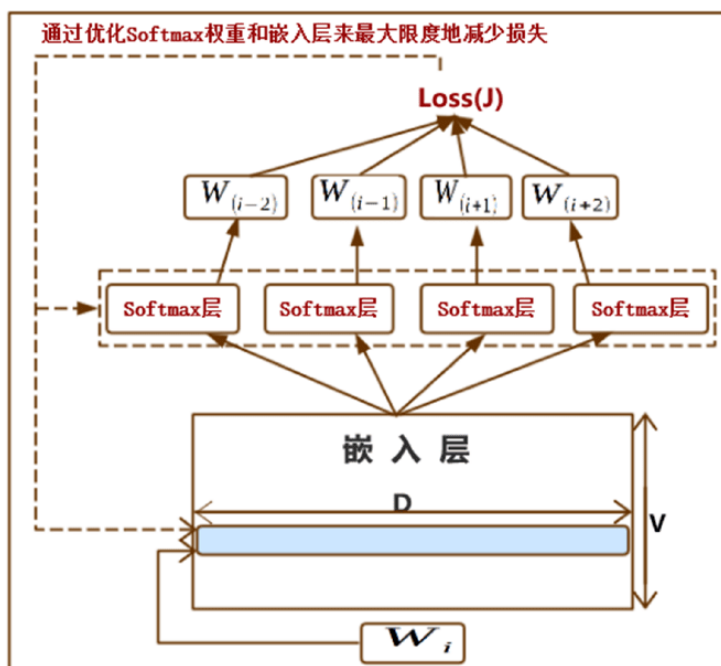 通过优化Softmax权重和嵌入层来最大限度地减少损失
Loss(J)
W(i−2) W(i−1) W(i+1) W(i+2)
Softmax层 Softmax层 Softmax层 Softmax层
嵌入层
D
V
W i